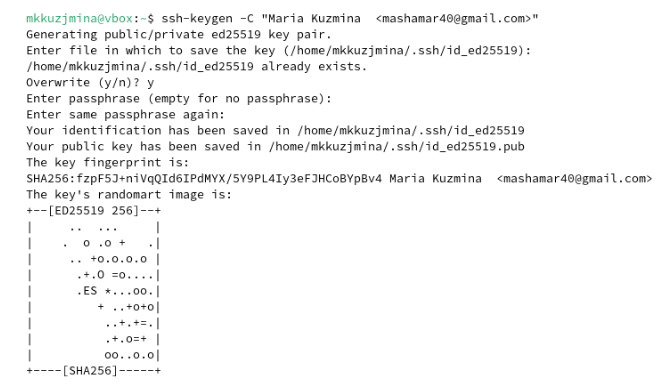 mkkuzjmina@vbox:~$ ssh-keygen -C "Maria Kuzmina  <mashamar40@gmail.com>"
Generating public/private ed25519 key pair.
Enter file in which to save the key (/home/mkkuzjmina/.ssh/id_ed25519):
/home/mkkuzjmina/.ssh/id_ed25519 already exists.
Overwrite (y/n)? y
Enter passphrase (empty for no passphrase):
Enter same passphrase again:
Your identification has been saved in /home/mkkuzjmina/.ssh/id_ed25519
Your public key has been saved in /home/mkkuzjmina/.ssh/id_ed25519.pub
The key fingerprint is:
SHA256:fzpF5J+niVqQId6IPdMYX/5Y9PL4Iy3eFJHCoBYpBv4 Maria Kuzmina  <mashamar40@gmail.com>
The key's randomart image is:
+--[ED25519 256]--+
|     ..  ...     |
|    .  o .o +   .|
|     .. +o.o.o.o |
|      .+.O =o....|
|      .ES *...oo.|
|         + ..+o+o|
|          ..+.+=.|
|          .+.o=+ |
|          oo..o.o|
+----[SHA256]-----+